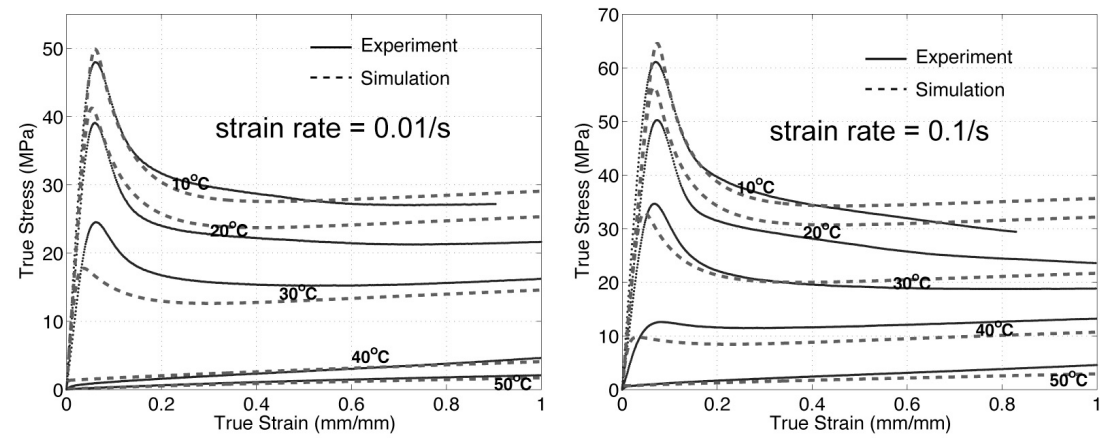 Experiment
Simulation
strain rate = 0.01/s
10°C
20°C
30°C
40°C
50°C
50
40
30
20
10
0
True Stress (MPa)
0 0.2 0.4 0.6 0.8 1
True Strain (mm/mm)
Experiment
Simulation
strain rate = 0.1/s
10°C
20°C
30°C
40°C
50°C
70
60
50
40
30
20
10
0
True Stress (MPa)
0 0.2 0.4 0.6 0.8 1
True Strain (mm/mm)